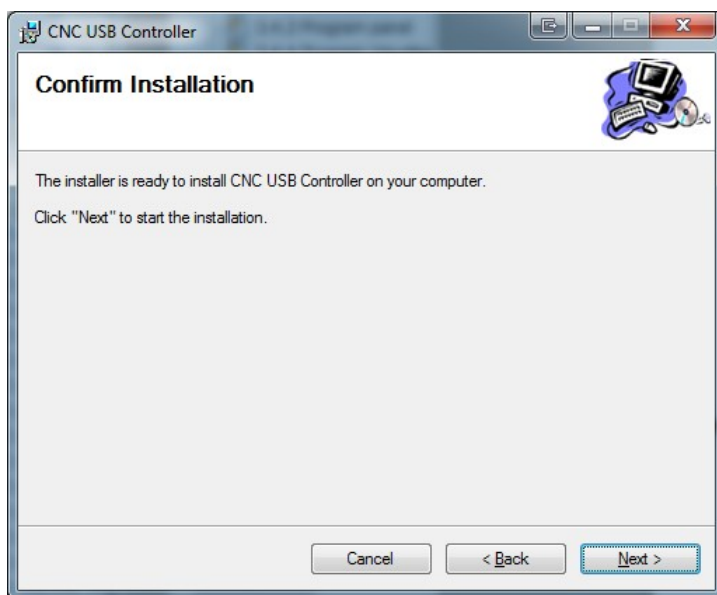 CNC USB Controller
Confirm Installation
The installer is ready to install CNC USB Controller on your computer.
Click "Next" to start the installation.
Cancel
< Back
Next >